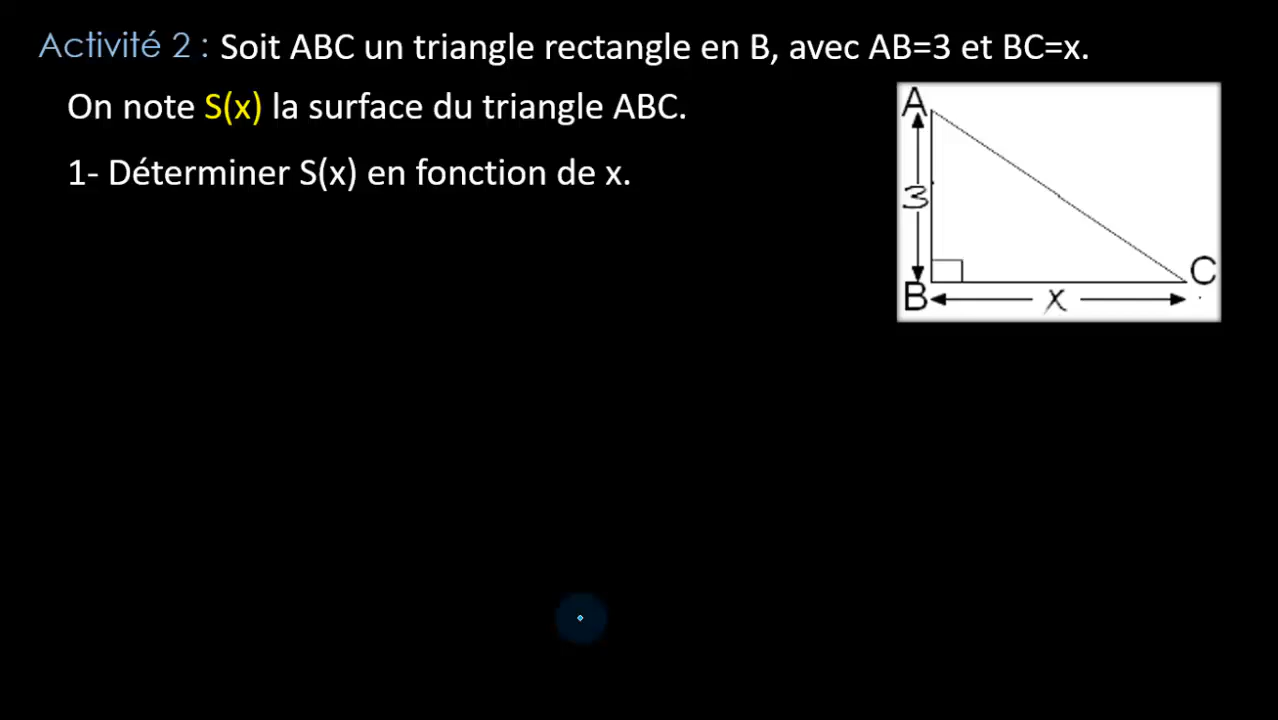 Activité 2 : Soit ABC un triangle rectangle en B, avec AB=3 et BC=x.
On note S(x) la surface du triangle ABC.
1- Déterminer S(x) en fonction de x.
A
3
B
x
C